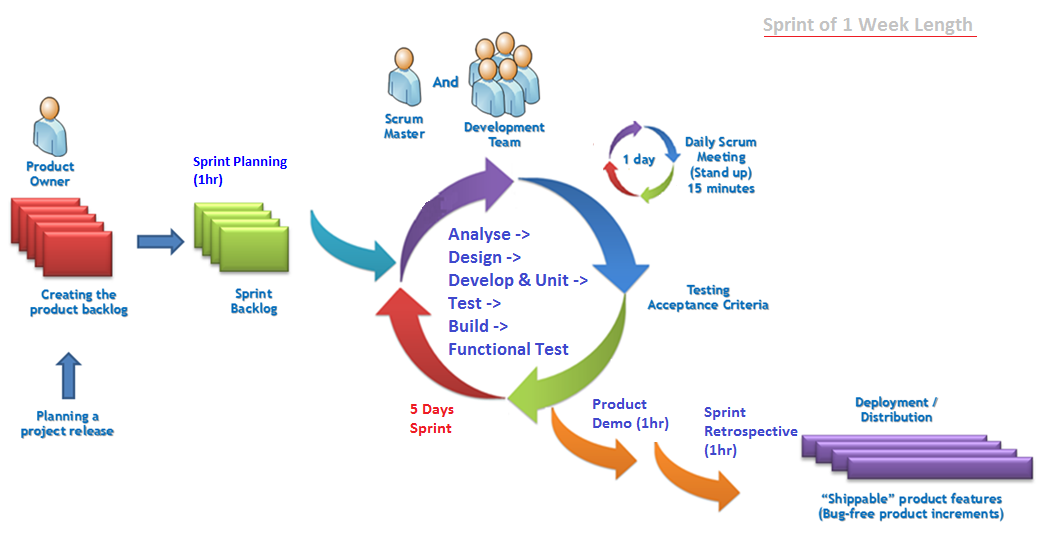 Sprint of 1 Week Length
Scrum
Master
And
Development
Team
Product
Owner
Sprint Planning
(1hr)
1 day
Daily Scrum
Meeting
(Stand up)
15 minutes
Analyse ->
Design ->
Develop & Unit ->
Test ->
Build ->
Functional Test
Creating the
product backlog
Sprint
Backlog
Testing
Acceptance Criteria
Planning a
project release
5 Days
Sprint
Product
Demo (1hr)
Sprint
Retrospective
(1hr)
Deployment /
Distribution
“Shippable” product features
(Bug-free product increments)